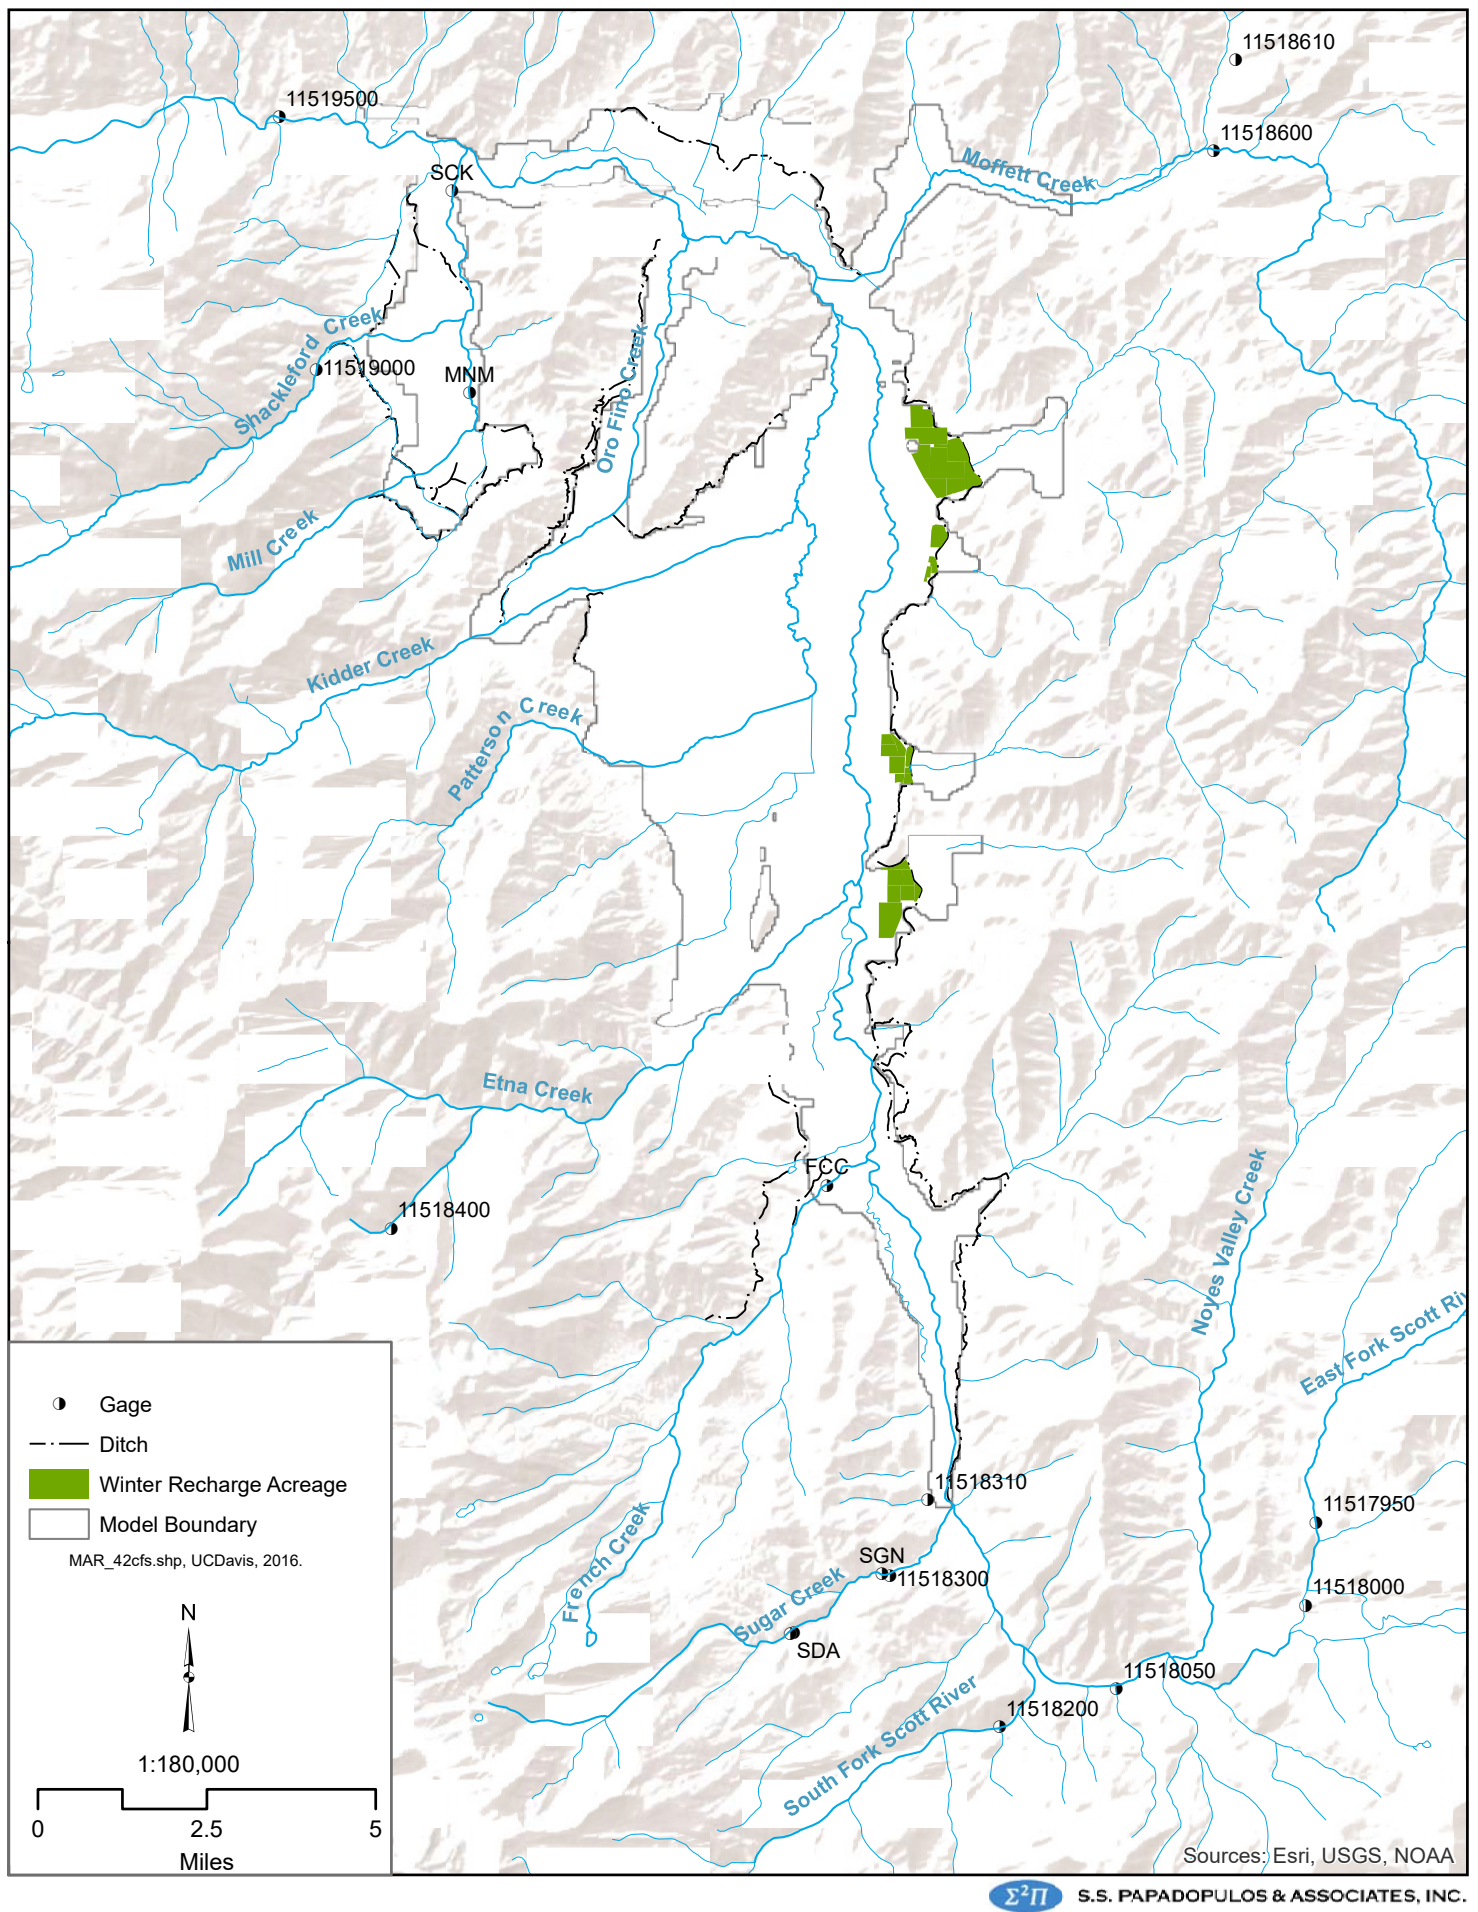 11518610
11519500
11518600
Moffett Creek
SCK
Shackleford Creek
11519000
MNM
Oro Fino Creek
Mill Creek
Kidder Creek
Patterson Creek
Etna Creek
FCC
11518400
Noyes Valley Creek
East Fork Scott Riv
Gage
Ditch
Winter Recharge Acreage
Model Boundary
MAR_42cfs.shp, UCDavis, 2016.
N
1:180,000
0 2.5 5
Miles
11518310
11517950
French Creek
SGN
11518300
11518000
Sugar Creek
SDA
11518050
South Fork Scott River
11518200
Sources: Esri, USGS, NOAA
Σ²Π S.S. PAPADOPULOS & ASSOCIATES, INC.